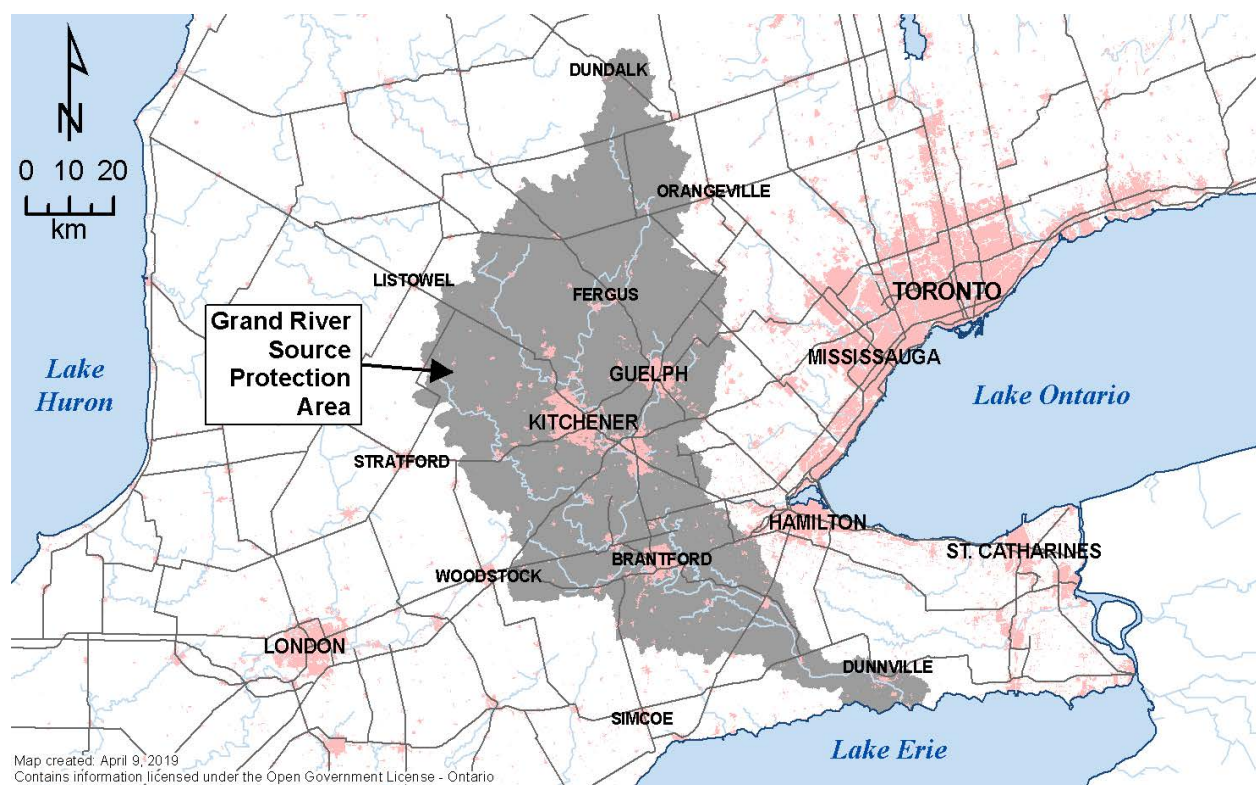 DUNDALK
N
0 10 20
km
ORANGEVILLE
LISTOWEL
FERGUS
TORONTO
Grand River
Source
Protection
Area
MISSISSAUGA
Lake
Huron
GUELPH
Lake Ontario
KITCHENER
STRATFORD
HAMILTON
ST. CATHARINES
BRANTFORD
WOODSTOCK
LONDON
DUNNVILLE
SIMCOE
Lake Erie
Map created: April 9, 2019
Contains information licensed under the Open Government License - Ontario